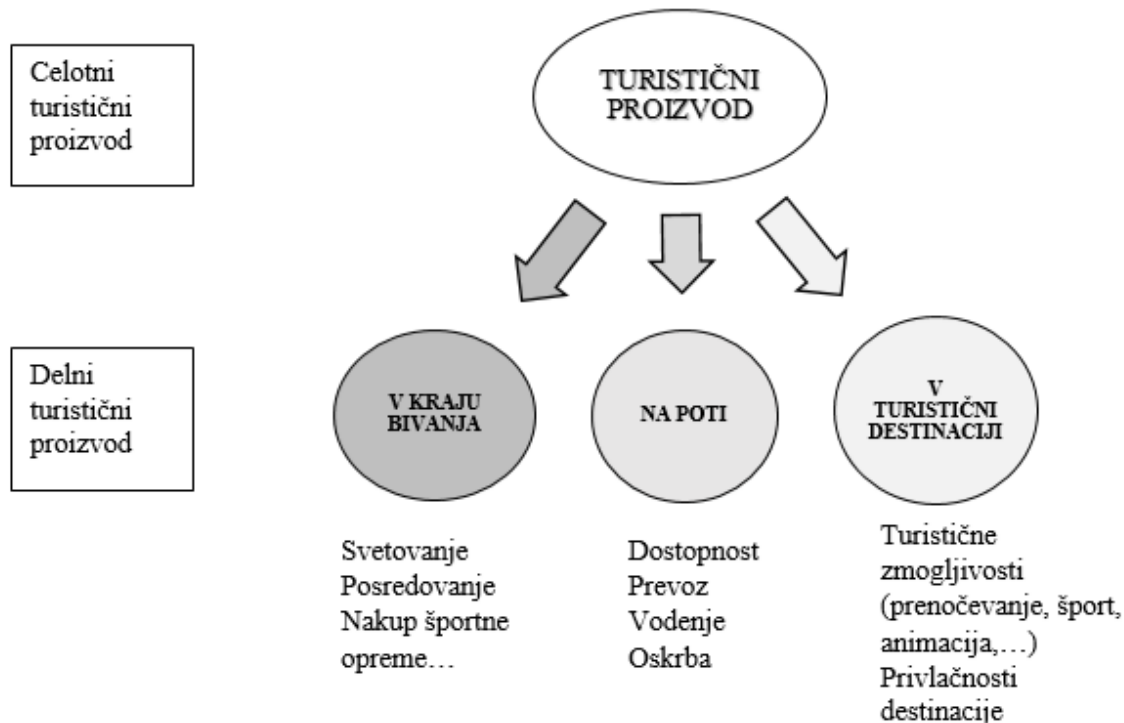 Celotni
turistični
proizvod
TURISTIČNI
PROIZVOD
Delni
turistični
proizvod
V KRAJU
BIVANJA
NA POTI
V
TURISTIČNI
DESTINACIJI
Svetovanje
Posredovanje
Nakup športne
opreme…
Dostopnost
Prevoz
Vodenje
Oskrba
Turistične
zmogljivosti
(prenočevanje, šport,
animacija,…)
Privlačnosti
destinacije